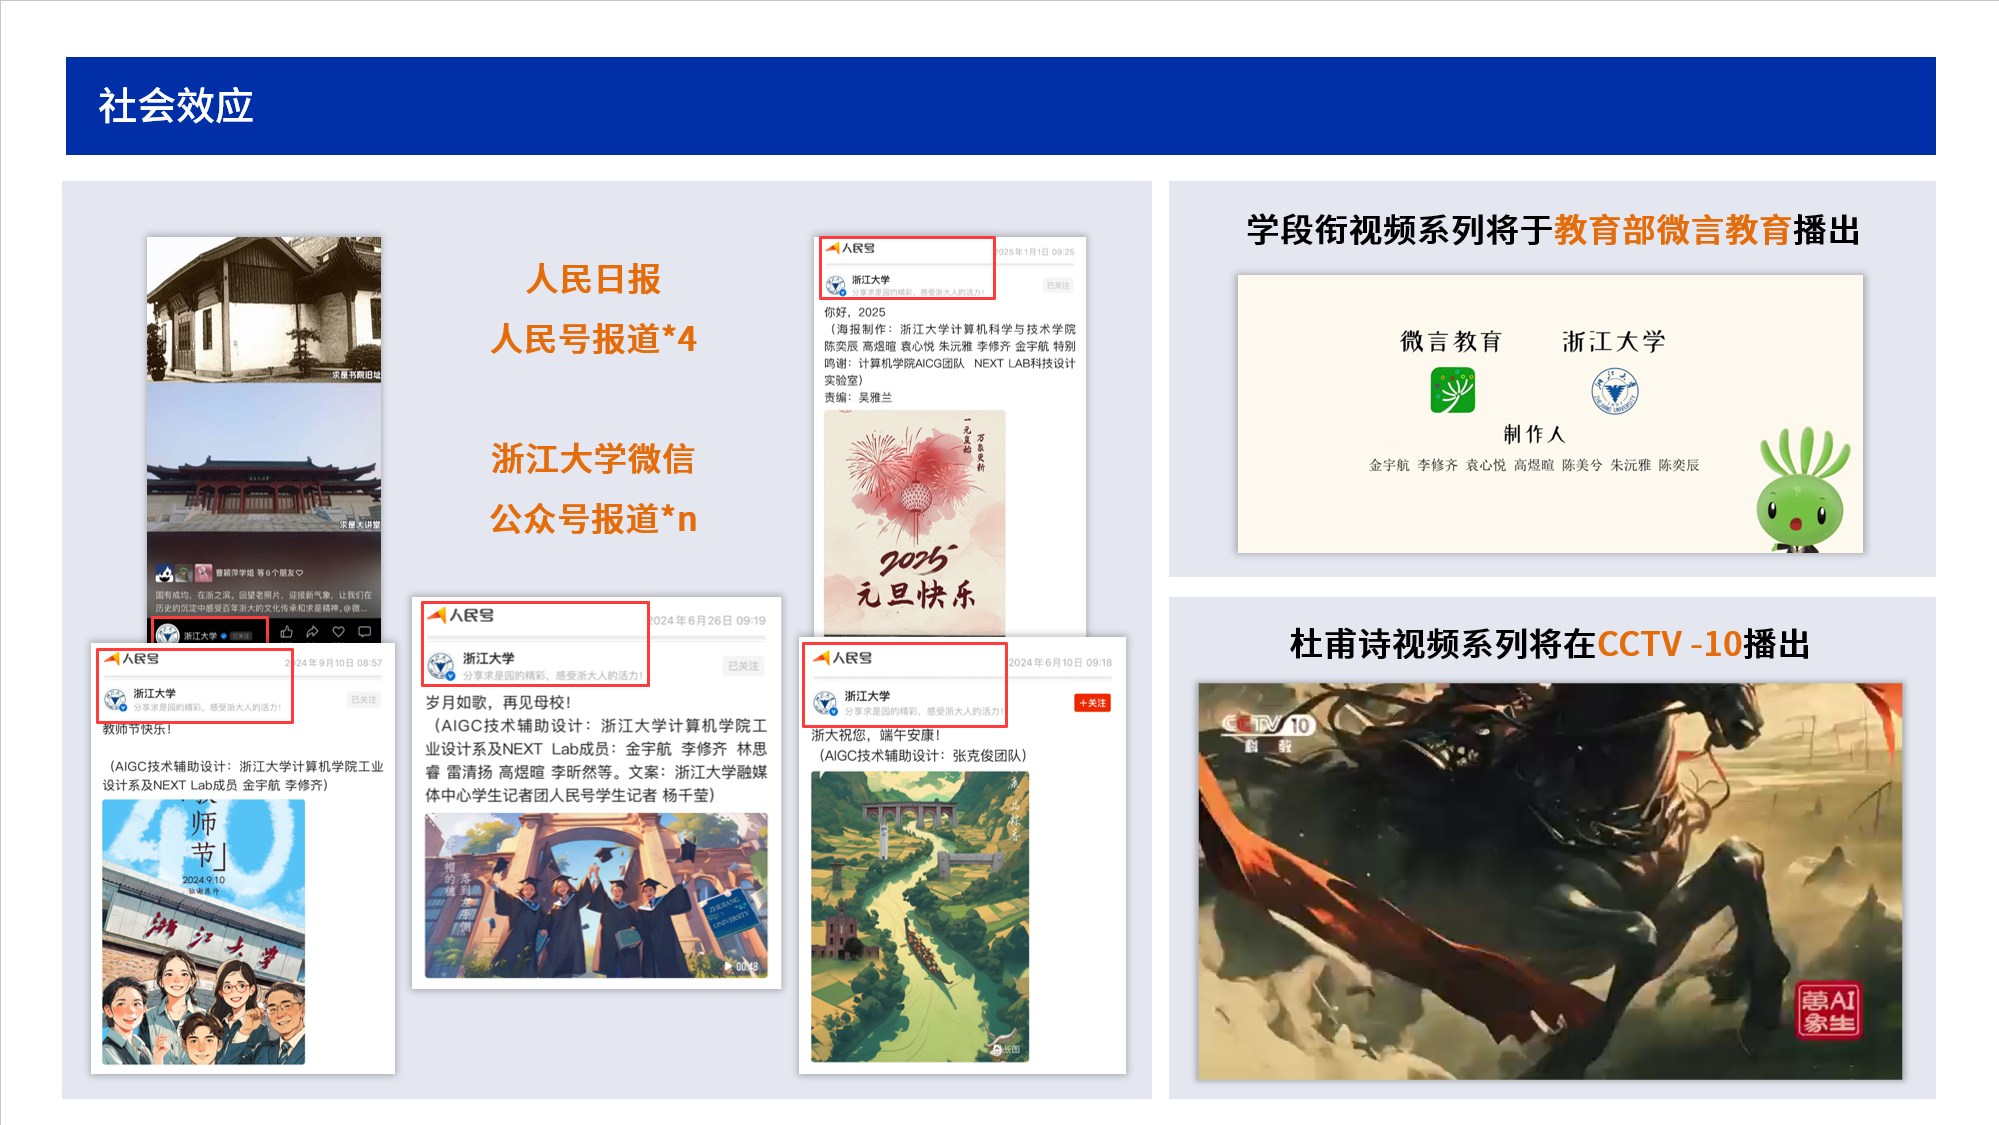 社会效应
求是书院旧址
求是大讲堂
曹颖萍学姐 等6个朋友♡
国有成均，在浙之滨。回望老照片，迎接新气象，让我们在
历史的沉淀中感受百年浙大的文化传承和求是精神。@微...
浙江大学 已关注
人民日报
人民号报道*4
浙江大学微信
公众号报道*n
人民号
2025年1月1日 09:25
浙江大学
分享求是园的精彩，感受浙大人的活力！
已关注
你好，2025
（海报制作：浙江大学计算机科学与技术学院
陈奕辰 高煜暄 袁心悦 朱沅雅 李修齐 金宇航 特别
鸣谢：计算机学院AICG团队 NEXT LAB科技设计
实验室）
责编：吴雅兰
一元复始
万象更新
2025
元旦快乐
人民号
2024年9月10日 08:57
浙江大学
分享求是园的精彩，感受浙大人的活力！
已关注
教师节快乐！
（AIGC技术辅助设计：浙江大学计算机学院工业
设计系及NEXT Lab成员 金宇航 李修齐）
教师节
2024.9.10
浙江大学
人民号
2024年6月26日 09:19
浙江大学
分享求是园的精彩，感受浙大人的活力！
已关注
岁月如歌，再见母校！
（AIGC技术辅助设计：浙江大学计算机学院工
业设计系及NEXT Lab成员：金宇航 李修齐 林思
睿 雷清扬 高煜暄 李昕然等。文案：浙江大学融媒
体中心学生记者团人民号学生记者 杨千莹）
ZHEJIANG
UNIVERSITY
00:48
人民号
2024年6月10日 09:18
浙江大学
分享求是园的精彩，感受浙大人的活力！
+关注
浙大祝您，端午安康！
（AIGC技术辅助设计：张克俊团队）
长图
学段衔视频系列将于教育部微言教育播出
微言教育 浙江大学
制作人
金宇航 李修齐 袁心悦 高煜暄 陈美兮 朱沅雅 陈奕辰
杜甫诗视频系列将在CCTV -10播出
CCTV 10
科 教
萬AI
象生